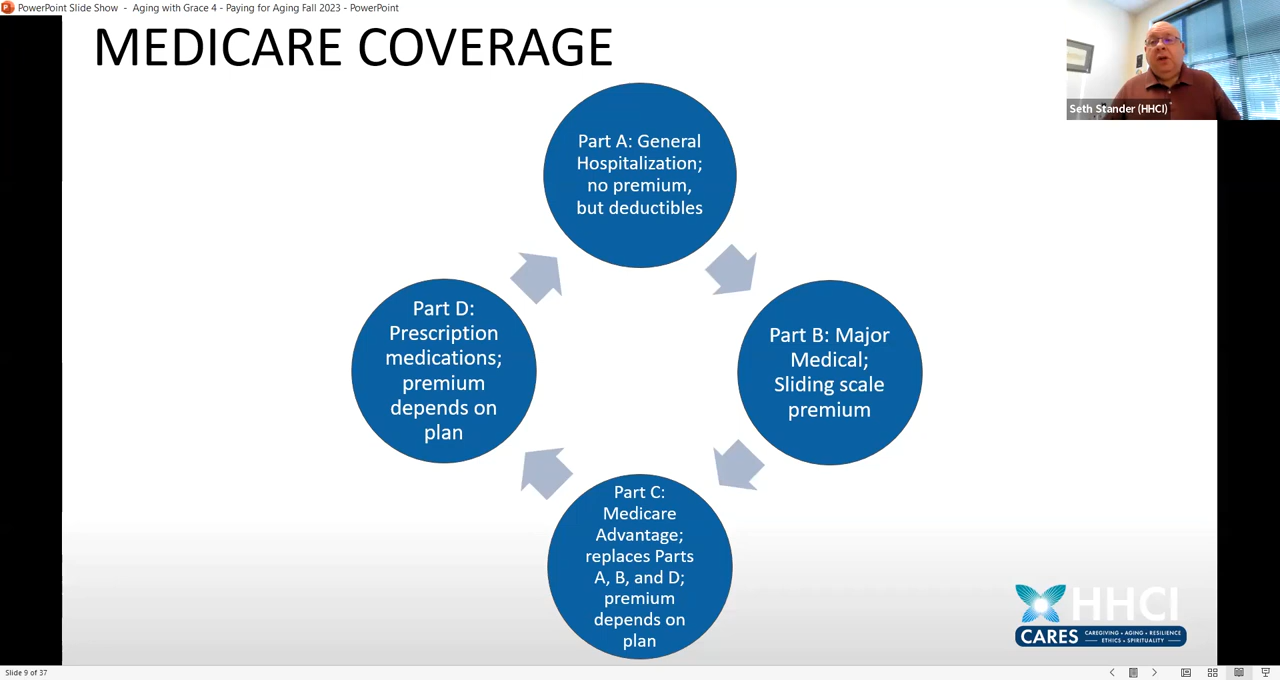 PowerPoint Slide Show - Aging with Grace 4 - Paying for Aging Fall 2023 - PowerPoint
MEDICARE COVERAGE
Seth Stander (HHCI)
Part A: General
Hospitalization;
no premium,
but deductibles
Part B: Major
Medical;
Sliding scale
premium
Part C:
Medicare
Advantage;
replaces Parts
A, B, and D;
premium
depends on
plan
Part D:
Prescription
medications;
premium
depends on
plan
HHCI
CARES
CAREGIVING • AGING • RESILIENCE
ETHICS • SPIRITUALITY
Slide 9 of 37